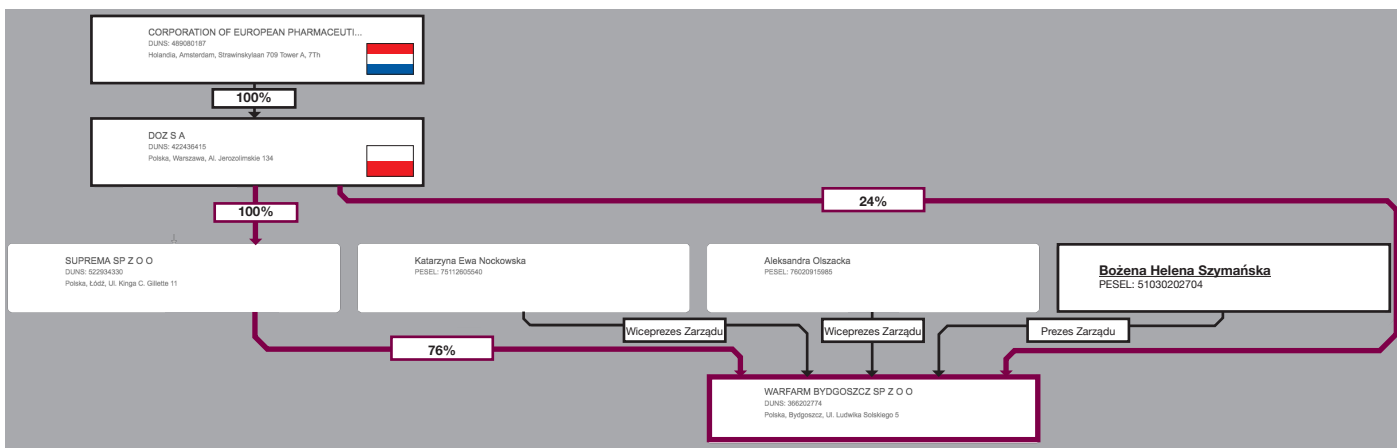 CORPORATION OF EUROPEAN PHARMACEUTI...
DUNS: 489080187
Holandia, Amsterdam, Strawinskylaan 709 Tower A, 7Th
100%
DOZ S A
DUNS: 422436415
Polska, Warszawa, Al. Jerozolimskie 134
100%
24%
SUPREMA SP Z O O
DUNS: 522934330
Polska, Łódź, Ul. Kinga C. Gillette 11
Katarzyna Ewa Nockowska
PESEL: 75112605540
Aleksandra Olszacka
PESEL: 76020915985
Bożena Helena Szymańska
PESEL: 51030202704
Wiceprezes Zarządu
Wiceprezes Zarządu
Prezes Zarządu
76%
WARFARM BYDGOSZCZ SP Z O O
DUNS: 366202774
Polska, Bydgoszcz, Ul. Ludwika Solskiego 5